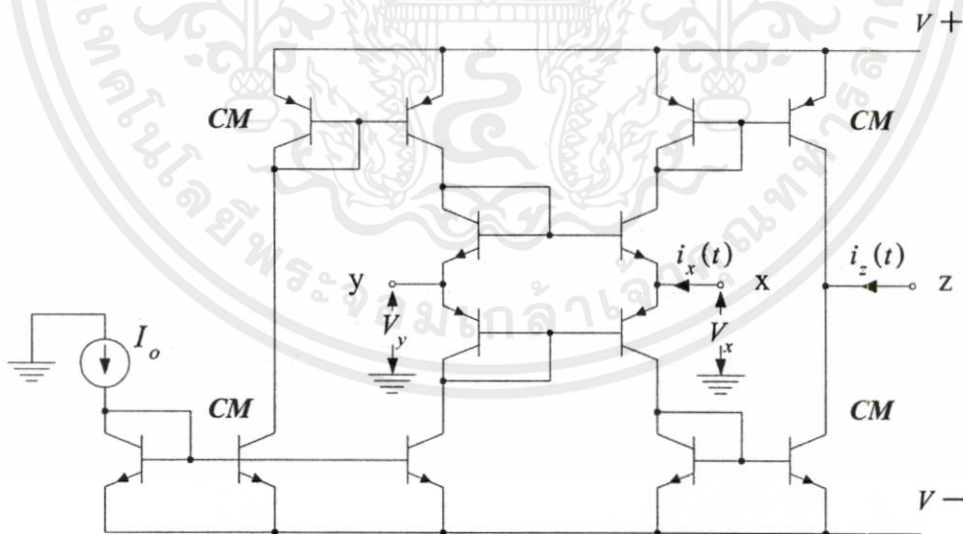 V +
CM
CM
y
i_x(t)
x
i_z(t)
z
V_y
V_x
I_o
CM
CM
V −